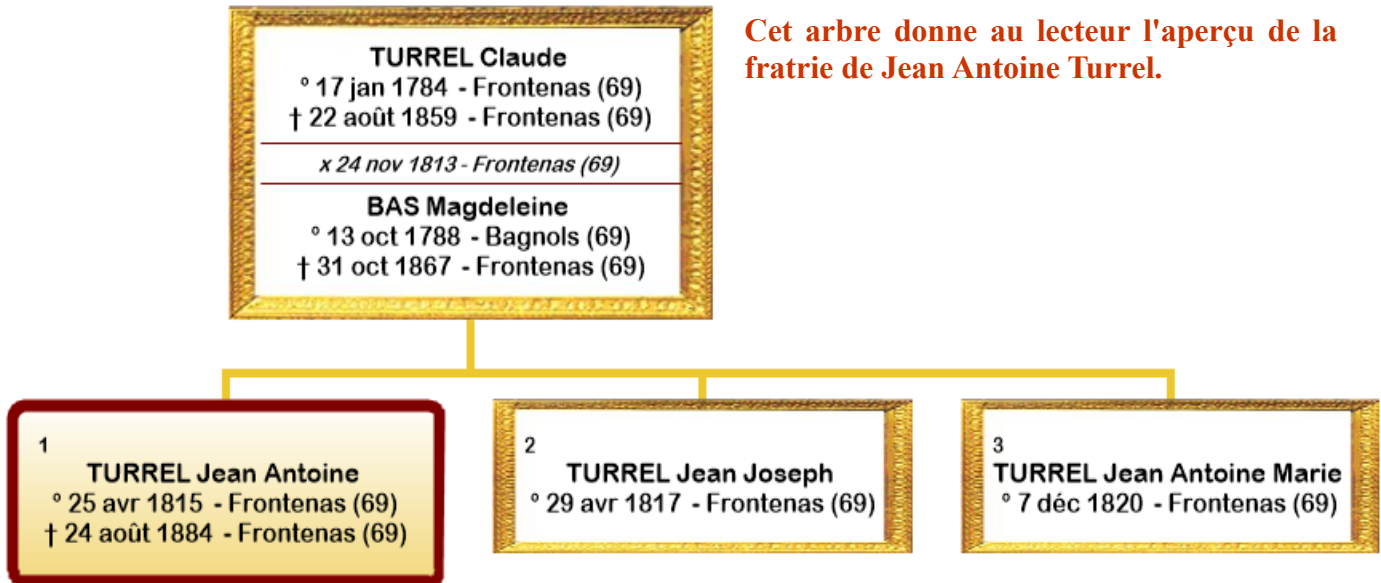 TURREL Claude
° 17 jan 1784 - Frontenas (69)
† 22 août 1859 - Frontenas (69)
x 24 nov 1813 - Frontenas (69)
BAS Magdeleine
° 13 oct 1788 - Bagnols (69)
† 31 oct 1867 - Frontenas (69)
Cet arbre donne au lecteur l'aperçu de la
fratrie de Jean Antoine Turrel.
1
TURREL Jean Antoine
° 25 avr 1815 - Frontenas (69)
† 24 août 1884 - Frontenas (69)
2
TURREL Jean Joseph
° 29 avr 1817 - Frontenas (69)
3
TURREL Jean Antoine Marie
° 7 déc 1820 - Frontenas (69)